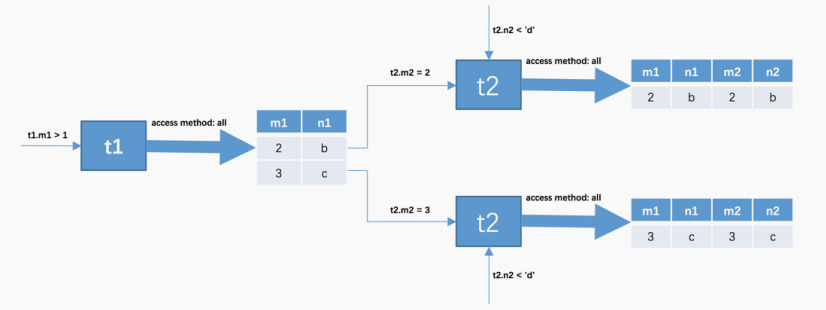 t2.n2 < 'd'
access method: all
t2.m2 = 2
t2
m1 n1 m2 n2
2 b 2 b
t1.m1 > 1
access method: all
t1
m1 n1
2 b
3 c
t2.m2 = 3
access method: all
t2
m1 n1 m2 n2
3 c 3 c
t2.n2 < 'd'